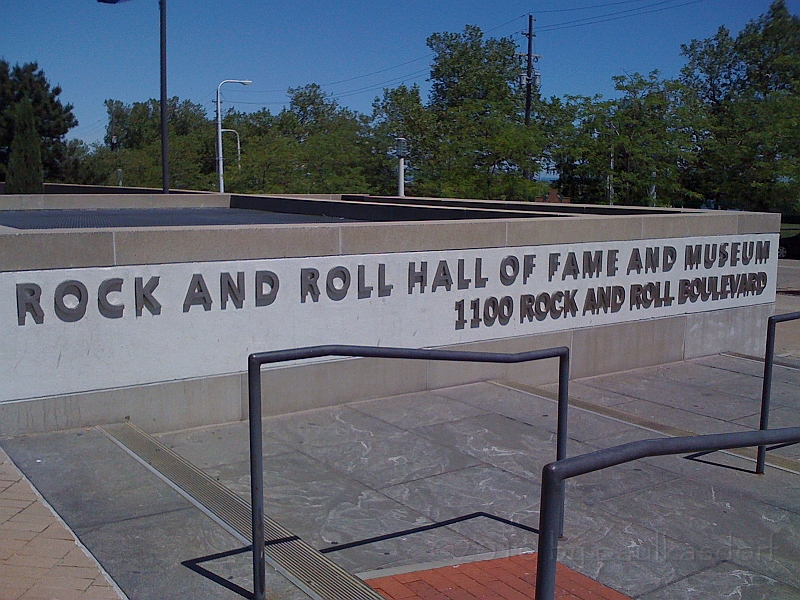 ROCK AND ROLL HALL OF FAME AND MUSEUM
1100 ROCK AND ROLL BOULEVARD